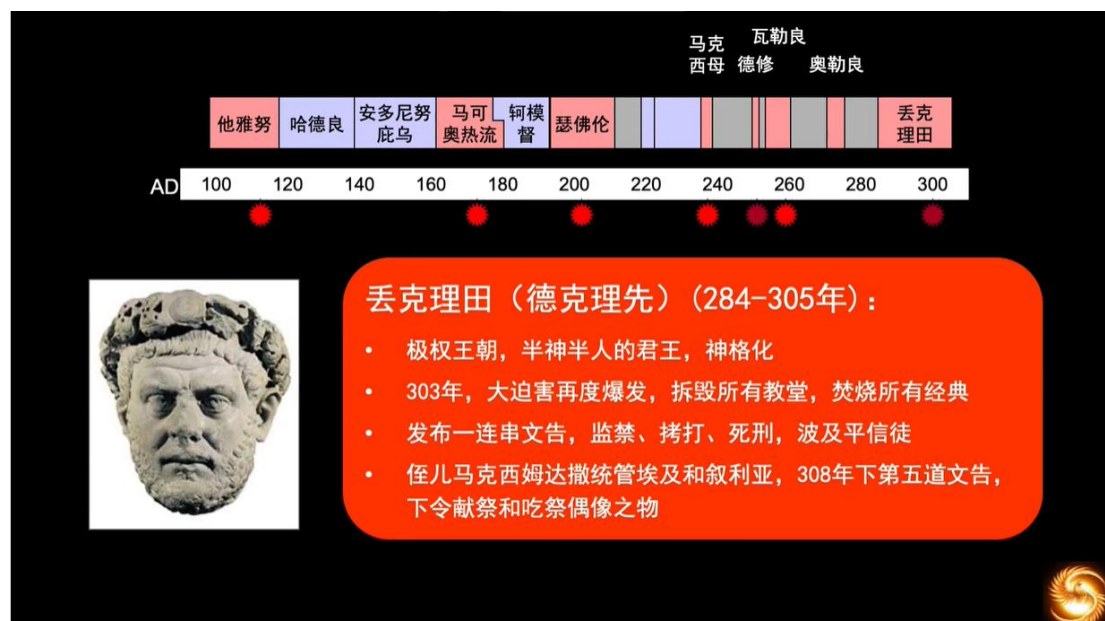 瓦勒良
马克
西母
德修
奥勒良
他雅努
哈德良
安多尼努
庇乌
马可
奥热流
轲模
督
瑟佛伦
丢克
理田
AD 100 120 140 160 180 200 220 240 260 280 300
丢克理田（德克理先）(284-305年)：
• 极权王朝，半神半人的君王，神格化
• 303年，大迫害再度爆发，拆毁所有教堂，焚烧所有经典
• 发布一连串文告，监禁、拷打、死刑，波及平信徒
• 侄儿马克西姆达撒统管埃及和叙利亚，308年下第五道文告，
下令献祭和吃祭偶像之物